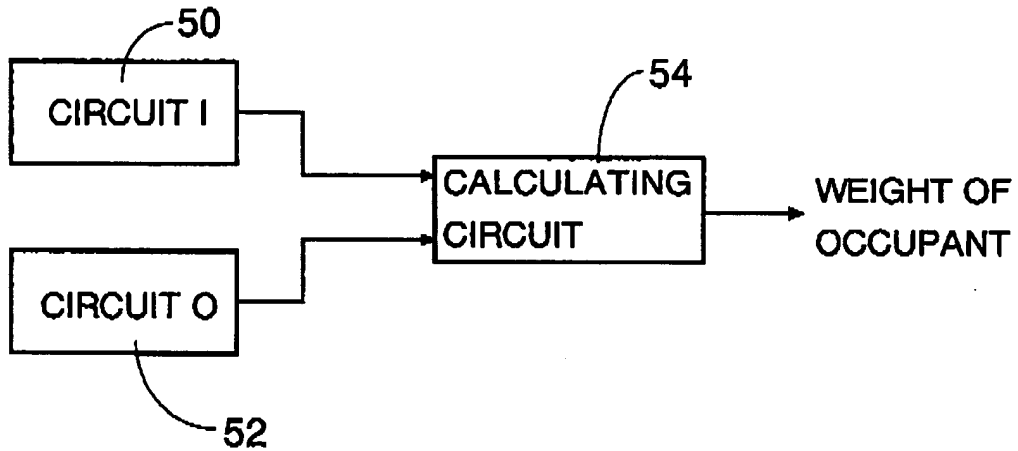 50
CIRCUIT I
54
CALCULATING
CIRCUIT
WEIGHT OF
OCCUPANT
CIRCUIT O
52